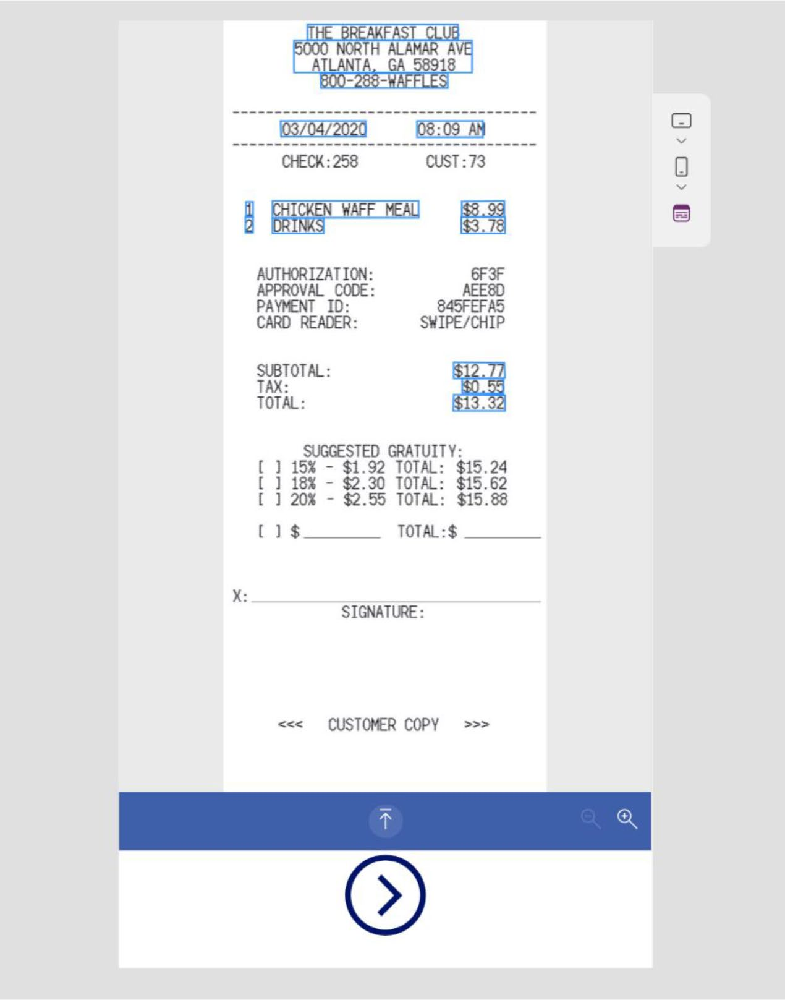 THE BREAKFAST CLUB
5000 NORTH ALAMAR AVE
ATLANTA, GA 58918
800-288-WAFFLES
------------------------------------
03/04/2020 08:09 AM
------------------------------------
CHECK:258 CUST:73
1 CHICKEN WAFF MEAL $8.99
2 DRINKS $3.78
AUTHORIZATION: 6F3F
APPROVAL CODE: AEE8D
PAYMENT ID: 845FEFA5
CARD READER: SWIPE/CHIP
SUBTOTAL: $12.77
TAX: $0.55
TOTAL: $13.32
SUGGESTED GRATUITY:
[ ] 15% - $1.92 TOTAL: $15.24
[ ] 18% - $2.30 TOTAL: $15.62
[ ] 20% - $2.55 TOTAL: $15.88
[ ] $_________ TOTAL:$_________
X:__________________________________
SIGNATURE:
<<< CUSTOMER COPY >>>